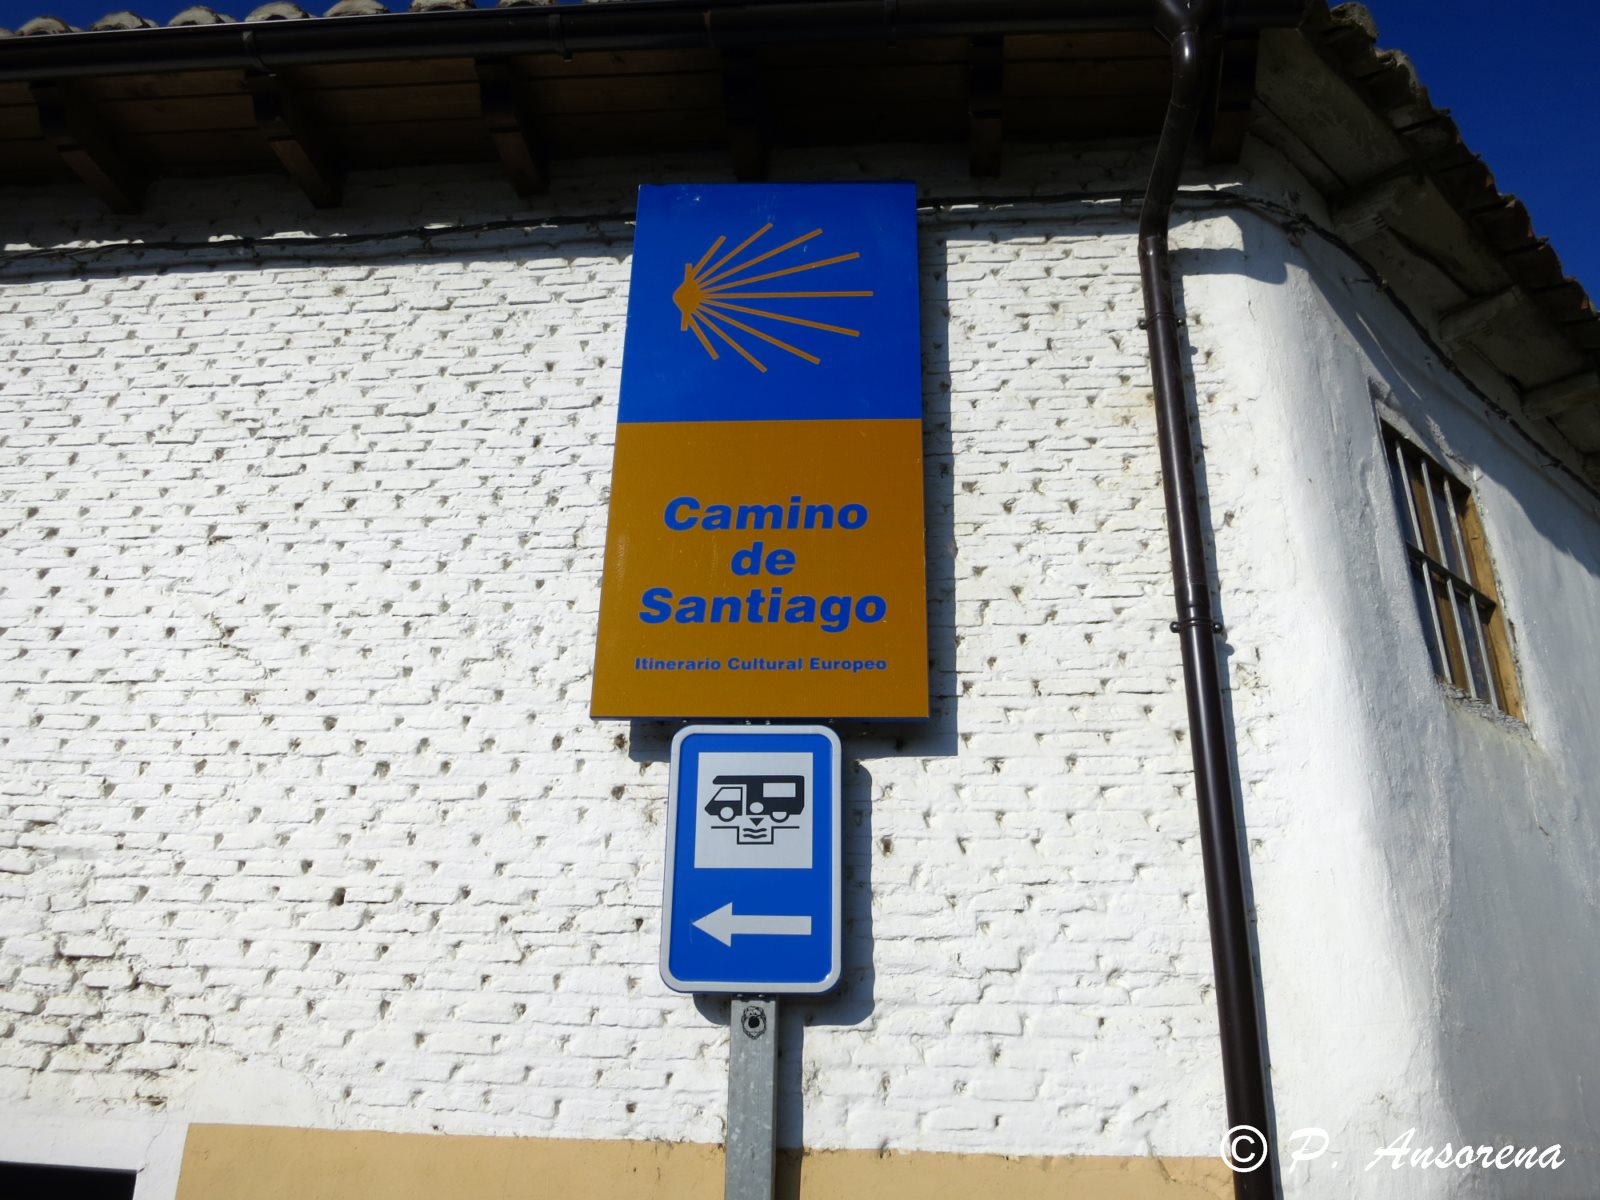 Camino
de
Santiago
Itinerario Cultural Europeo
© P. Ansorena